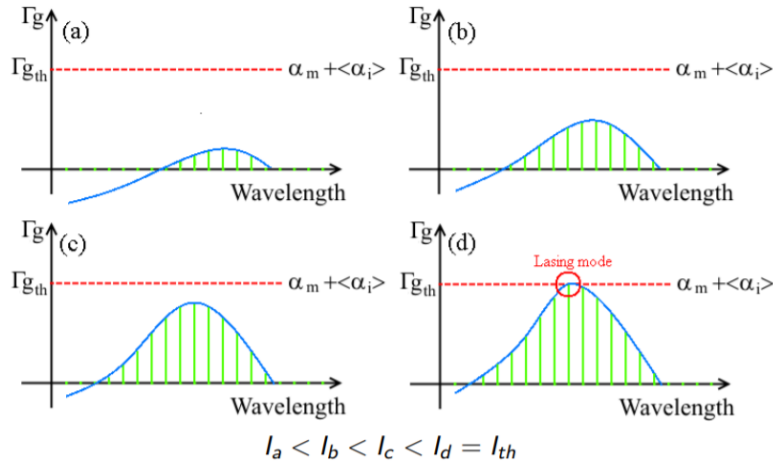 Γg (a)
Γg_th α_m +<α_i>
Wavelength
Γg (b)
Γg_th α_m +<α_i>
Wavelength
Γg (c)
Γg_th α_m +<α_i>
Wavelength
Γg (d)
Lasing mode
Γg_th α_m +<α_i>
Wavelength
I_a < I_b < I_c < I_d = I_th